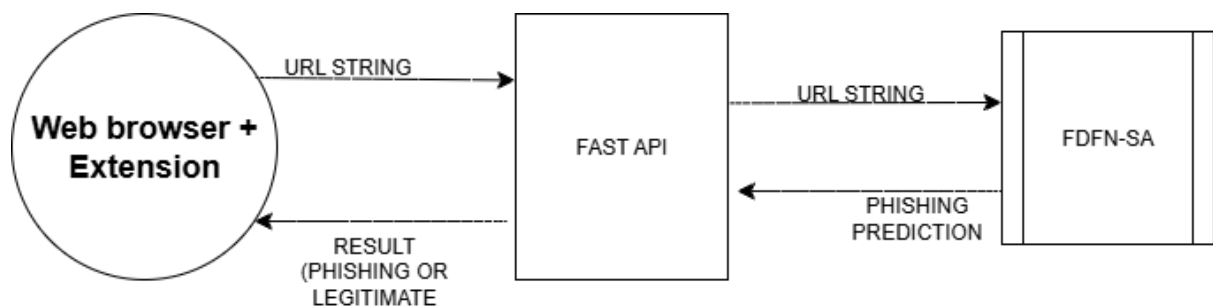 URL STRING
Web browser +
Extension
FAST API
URL STRING
FDFN-SA
PHISHING
PREDICTION
RESULT
(PHISHING OR
LEGITIMATE